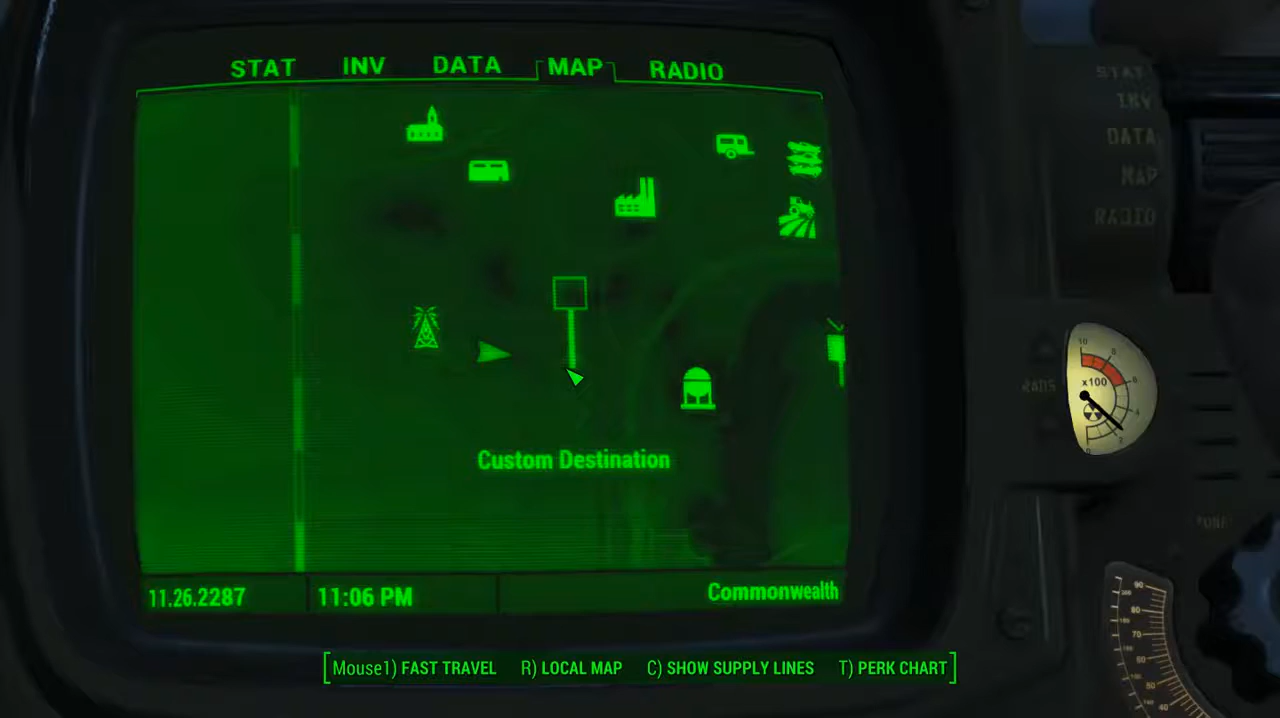 STAT INV DATA MAP RADIO
Custom Destination
11.26.2287 11:06 PM Commonwealth
[Mouse1) FAST TRAVEL R) LOCAL MAP C) SHOW SUPPLY LINES T) PERK CHART]
STAT
INV
DATA
MAP
RADIO
RADS
x100
TUNE